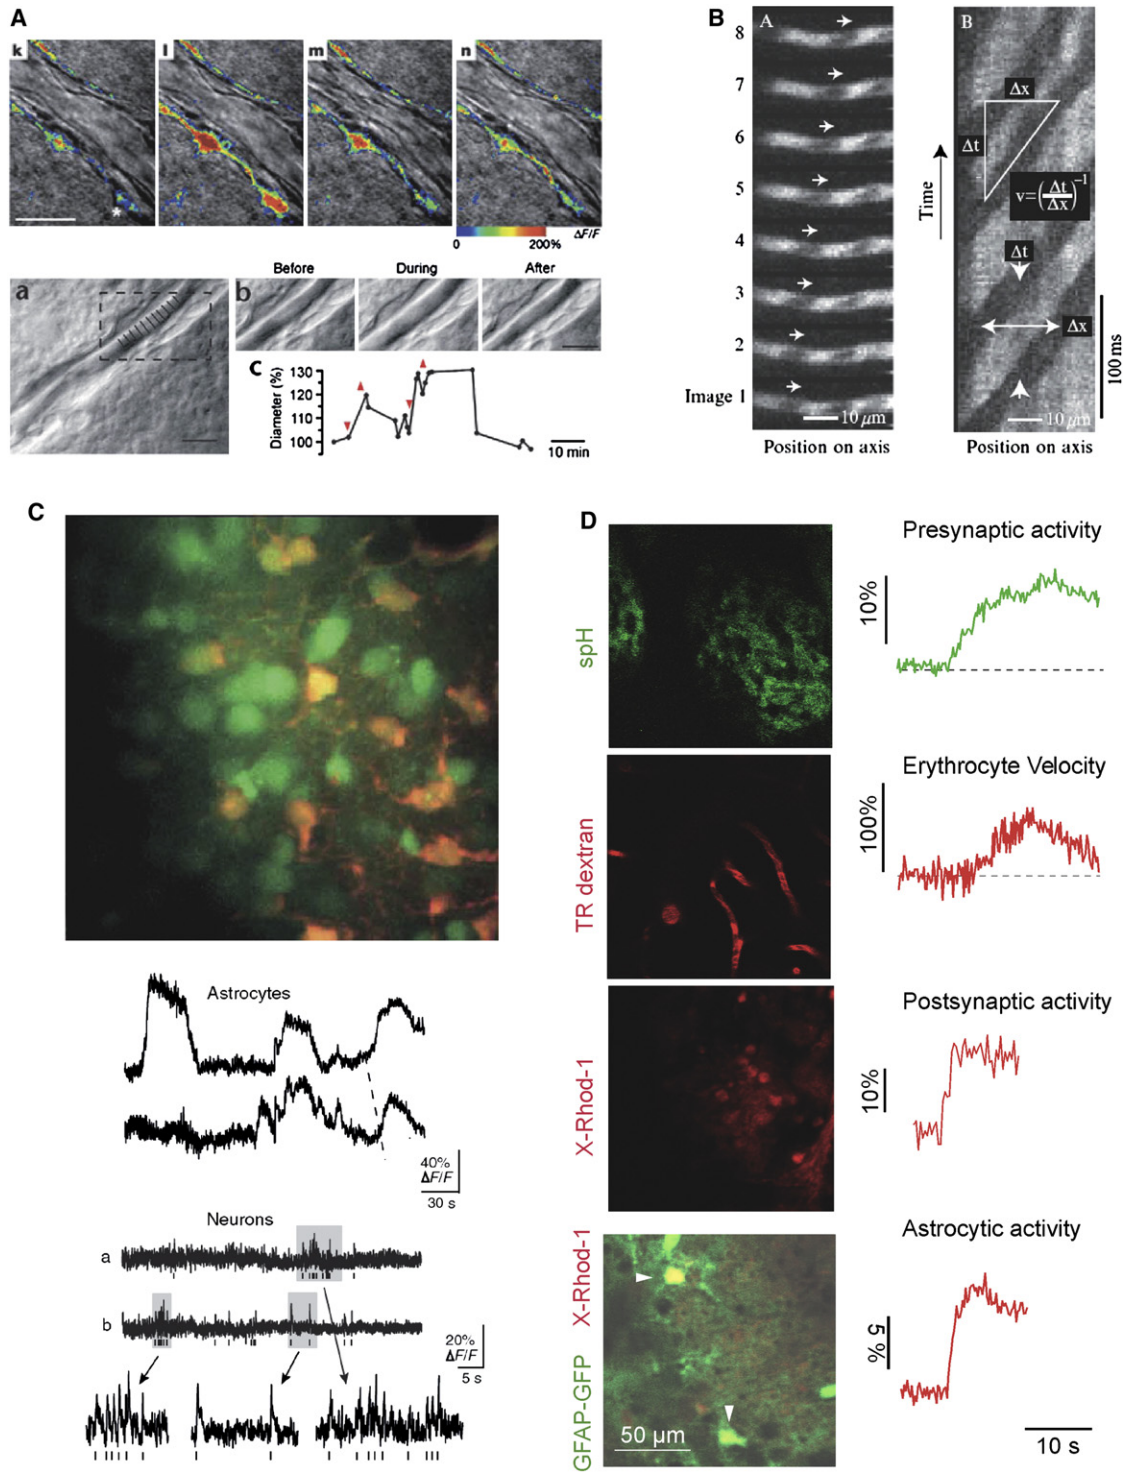 A
k
l
m
n
0
200%
ΔF/F
a
b
Before
During
After
c
Diameter (%)
130
120
110
100
10 min
B
A
8
7
6
5
4
3
2
Image 1
10 μm
Position on axis
Time
B
Δx
Δt
v=(Δt/Δx)⁻¹
Δt
Δx
10 μm
100 ms
Position on axis
C
Astrocytes
40%
ΔF/F
30 s
Neurons
a
b
20%
ΔF/F
5 s
D
spH
Presynaptic activity
10%
TR dextran
Erythrocyte Velocity
100%
X-Rhod-1
Postsynaptic activity
10%
GFAP-GFP X-Rhod-1
50 μm
Astrocytic activity
5%
10 s